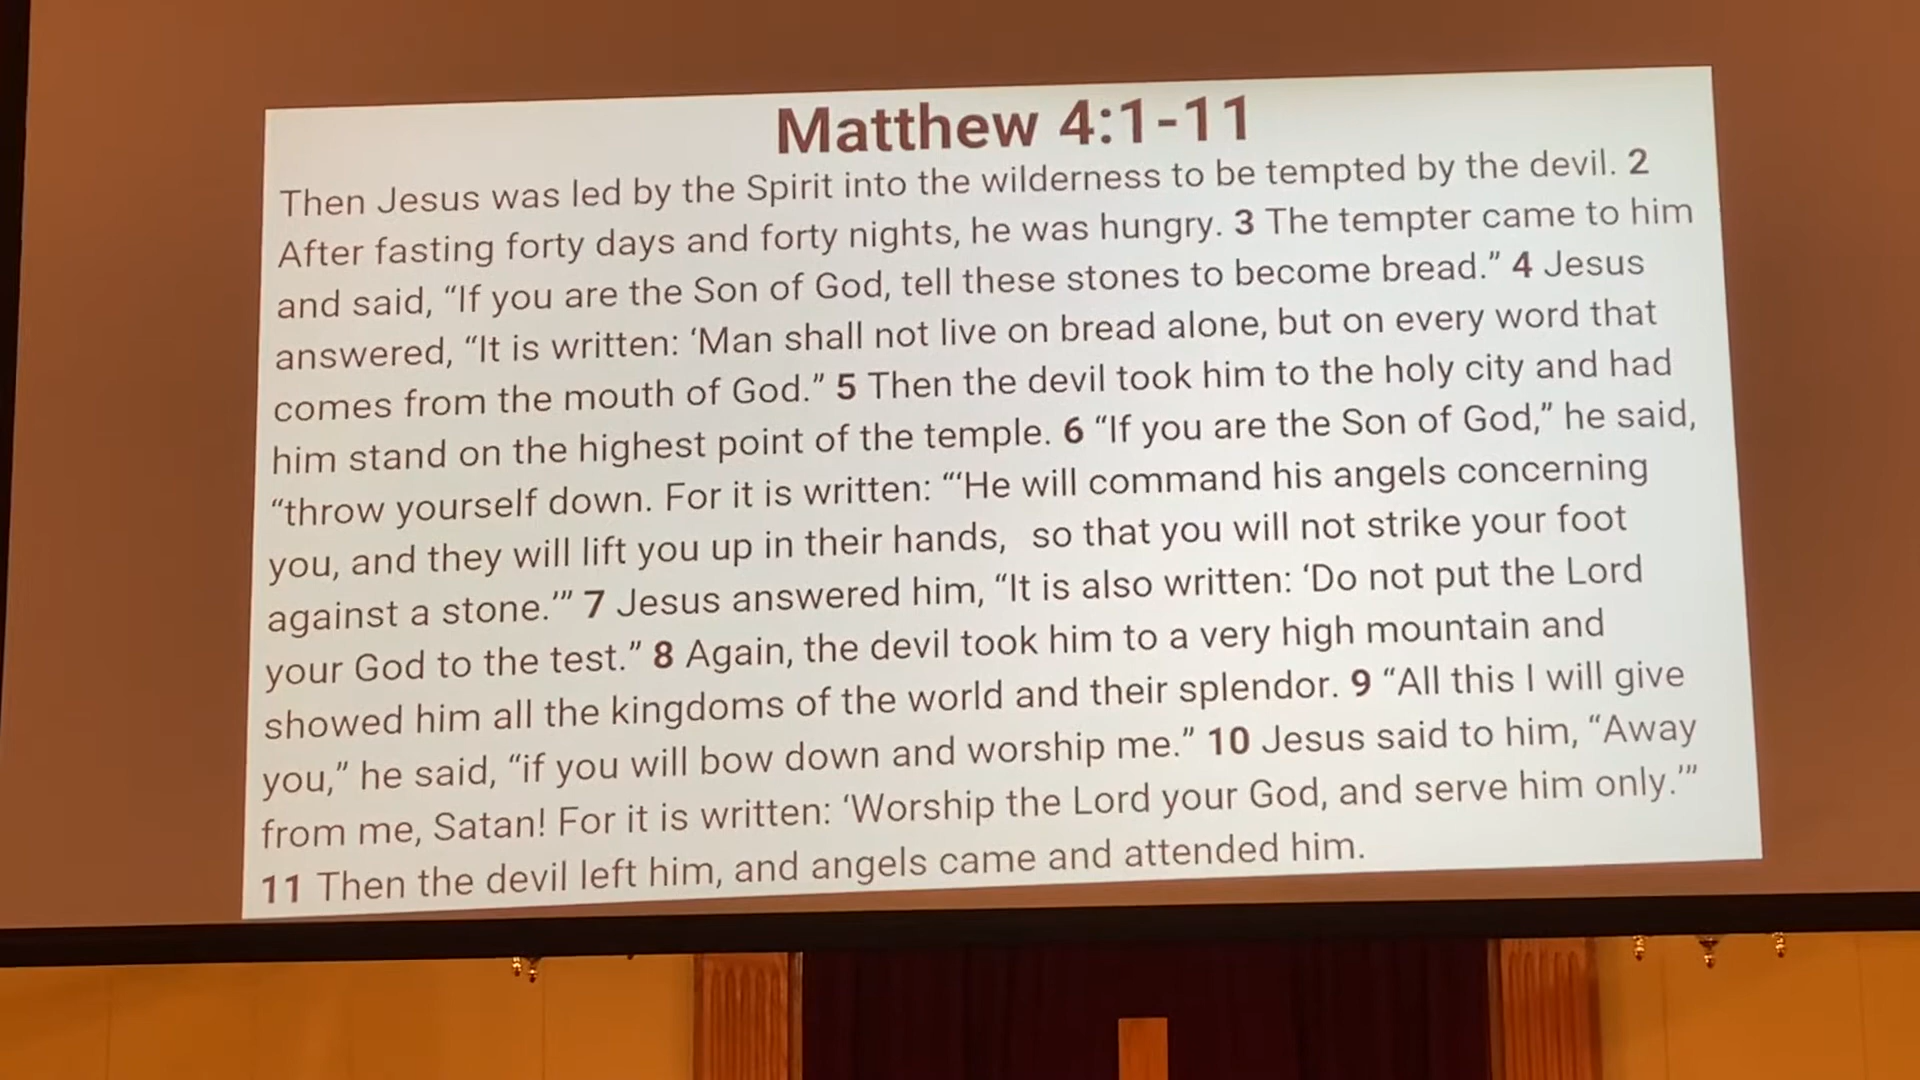 Matthew 4:1-11
Then Jesus was led by the Spirit into the wilderness to be tempted by the devil. 2
After fasting forty days and forty nights, he was hungry. 3 The tempter came to him
and said, “If you are the Son of God, tell these stones to become bread.” 4 Jesus
answered, “It is written: ‘Man shall not live on bread alone, but on every word that
comes from the mouth of God.” 5 Then the devil took him to the holy city and had
him stand on the highest point of the temple. 6 “If you are the Son of God,” he said,
“throw yourself down. For it is written: “‘He will command his angels concerning
you, and they will lift you up in their hands, so that you will not strike your foot
against a stone.’” 7 Jesus answered him, “It is also written: ‘Do not put the Lord
your God to the test.” 8 Again, the devil took him to a very high mountain and
showed him all the kingdoms of the world and their splendor. 9 “All this I will give
you,” he said, “if you will bow down and worship me.” 10 Jesus said to him, “Away
from me, Satan! For it is written: ‘Worship the Lord your God, and serve him only.’”
11 Then the devil left him, and angels came and attended him.